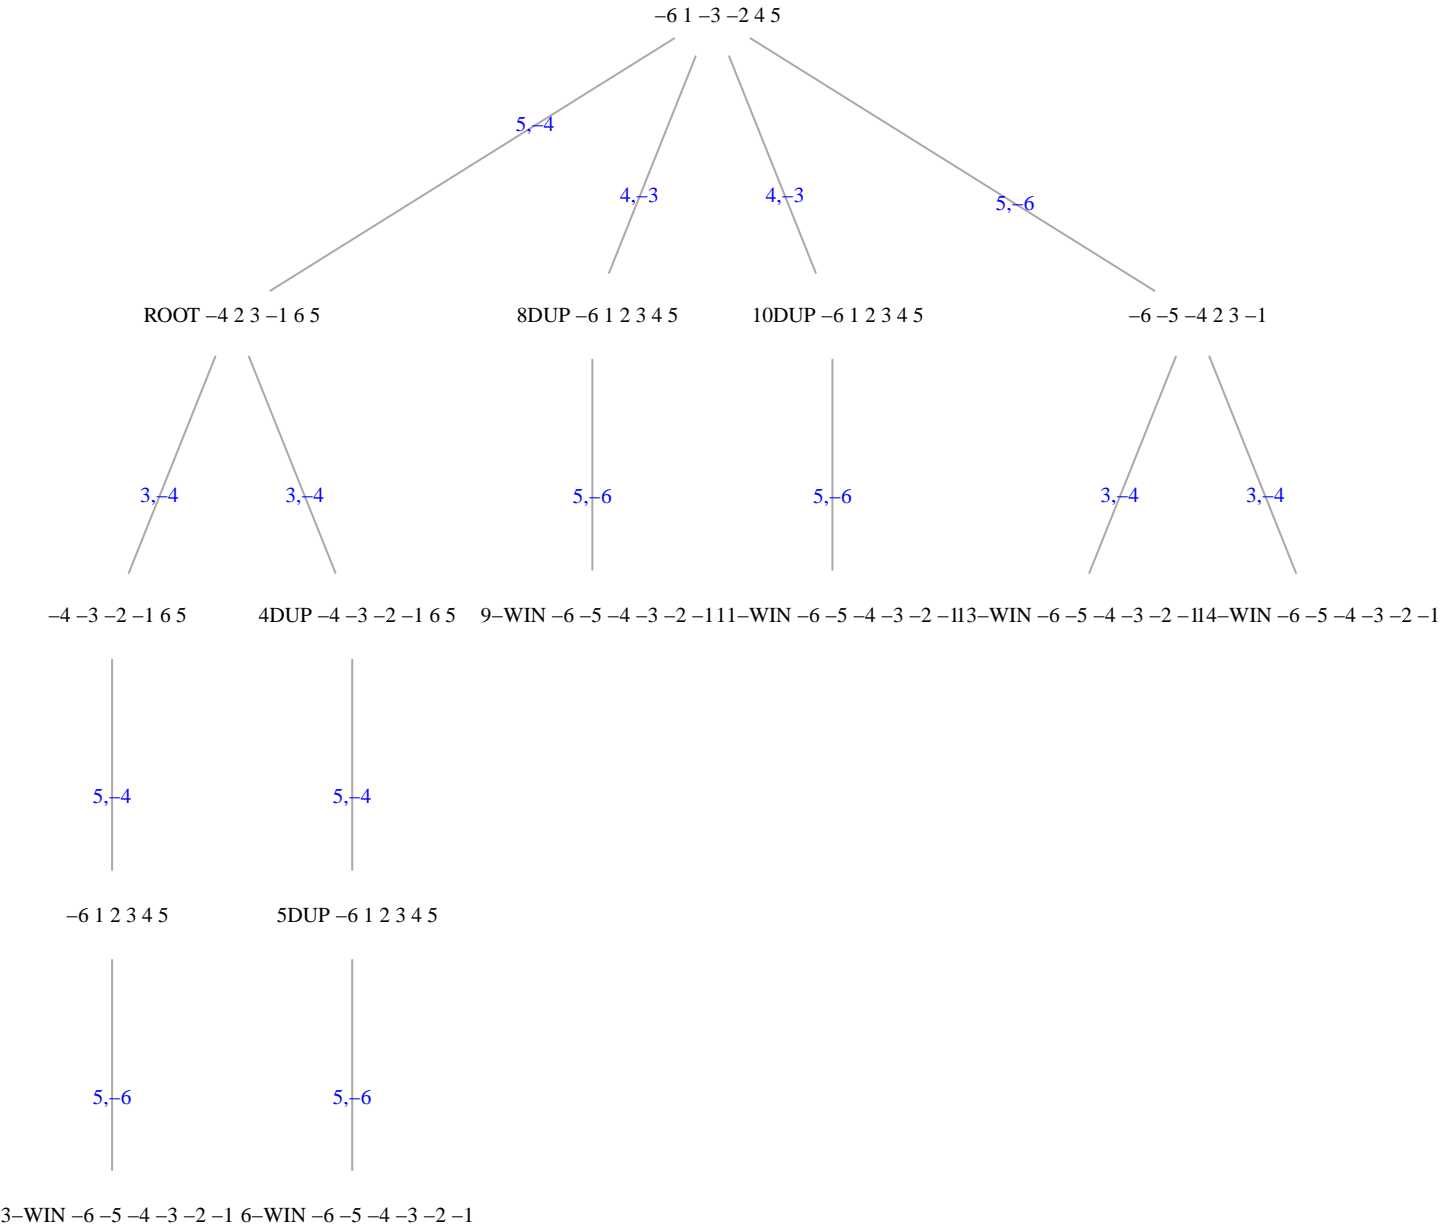 −6 1 −3 −2 4 5
5,−4
4,−3 4,−3
5,−6
ROOT −4 2 3 −1 6 5 8DUP −6 1 2 3 4 5 10DUP −6 1 2 3 4 5 −6 −5 −4 2 3 −1
3,−4 3,−4 5,−6 5,−6 3,−4 3,−4
−4 −3 −2 −1 6 5 4DUP −4 −3 −2 −1 6 5 9−WIN −6 −5 −4 −3 −2 −1 11−WIN −6 −5 −4 −3 −2 −1 13−WIN −6 −5 −4 −3 −2 −1 14−WIN −6 −5 −4 −3 −2 −1
5,−4 5,−4
−6 1 2 3 4 5 5DUP −6 1 2 3 4 5
5,−6 5,−6
3−WIN −6 −5 −4 −3 −2 −1 6−WIN −6 −5 −4 −3 −2 −1